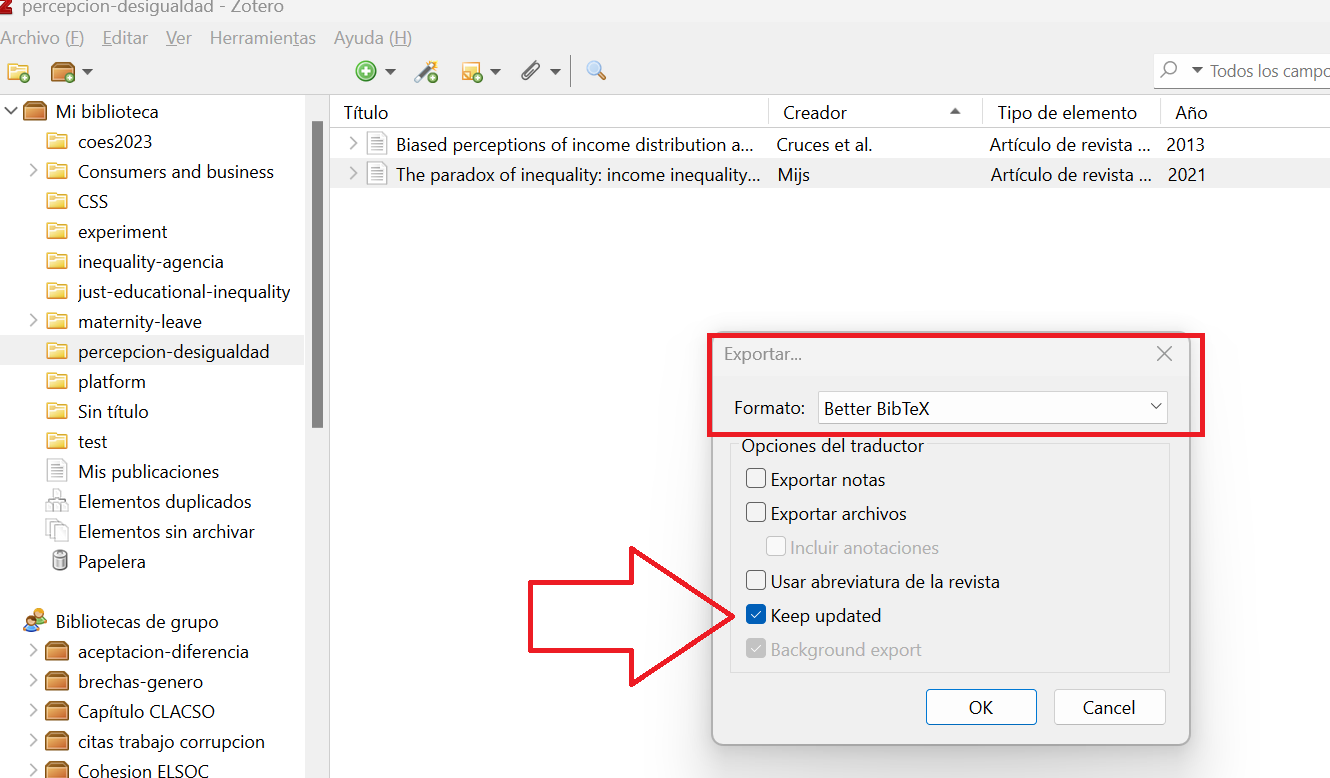 percepcion-desigualdad - Zotero
Archivo (F) Editar Ver Herramientas Ayuda (H)
Todos los campo
Mi biblioteca
coes2023
Consumers and business
CSS
experiment
inequality-agencia
just-educational-inequality
maternity-leave
percepcion-desigualdad
platform
Sin título
test
Mis publicaciones
Elementos duplicados
Elementos sin archivar
Papelera
Bibliotecas de grupo
aceptacion-diferencia
brechas-genero
Capítulo CLACSO
citas trabajo corrupcion
Cohesion ELSOC
Título Creador Tipo de elemento Año
Biased perceptions of income distribution a... Cruces et al. Artículo de revista ... 2013
The paradox of inequality: income inequality... Mijs Artículo de revista ... 2021
Exportar...
Formato: Better BibTeX
Opciones del traductor
Exportar notas
Exportar archivos
Incluir anotaciones
Usar abreviatura de la revista
Keep updated
Background export
OK Cancel